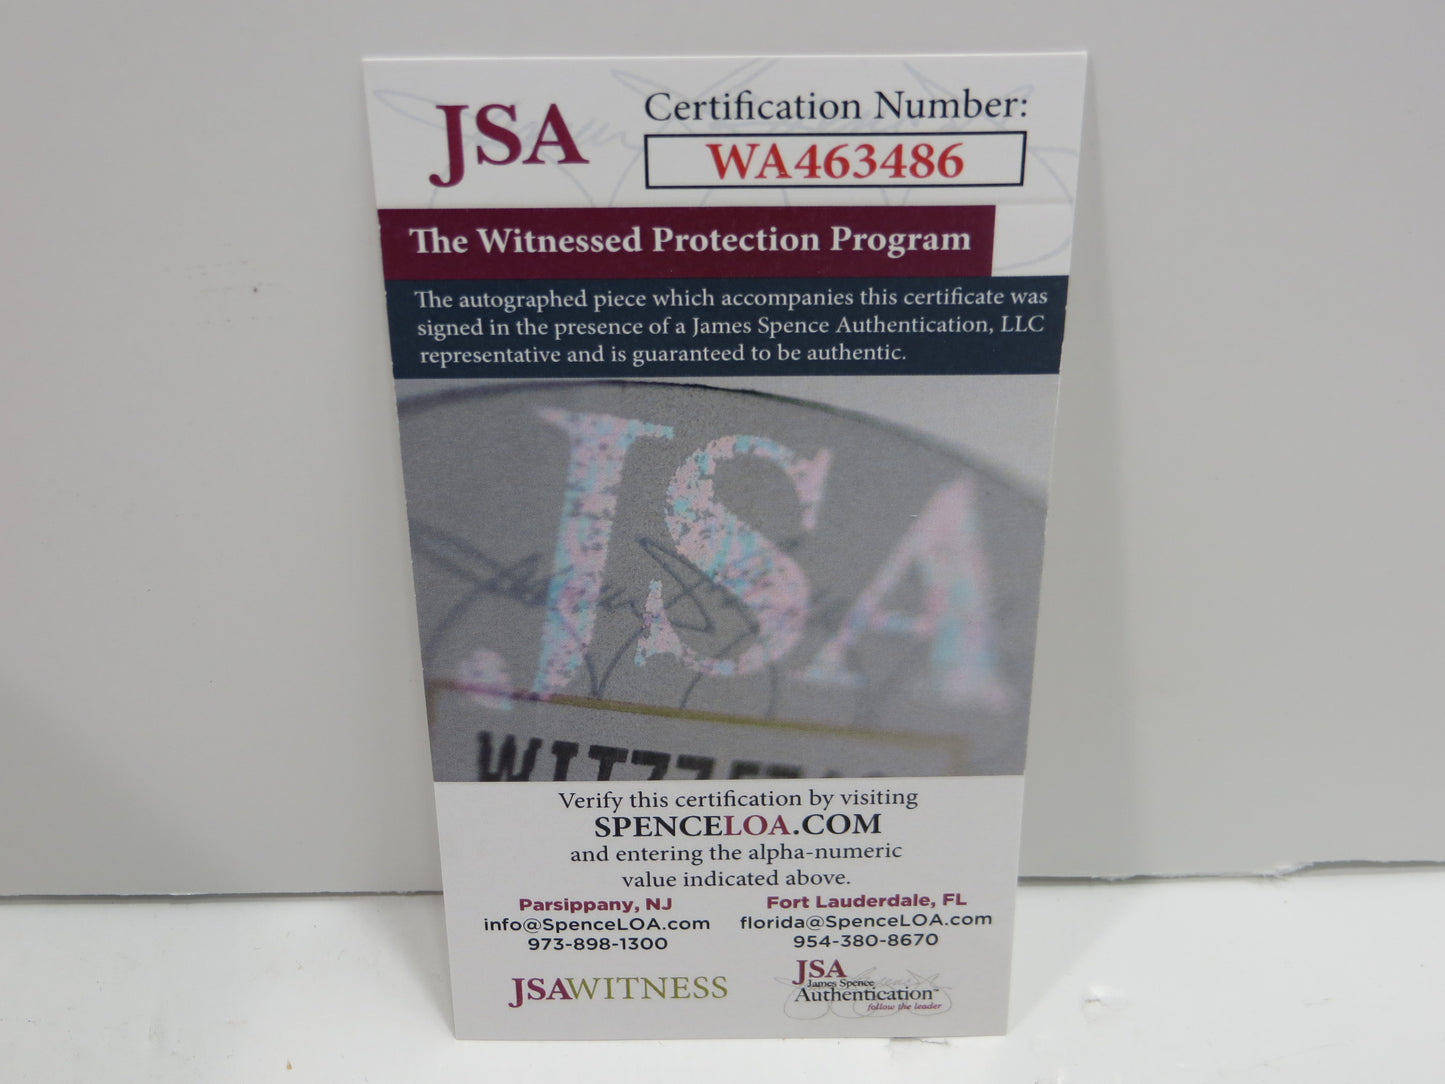 JSA
Certification Number:
WA463486
The Witnessed Protection Program
The autographed piece which accompanies this certificate was
signed in the presence of a James Spence Authentication, LLC
representative and is guaranteed to be authentic.
JSA
Verify this certification by visiting
SPENCELOA.COM
and entering the alpha-numeric
value indicated above.
Parsippany, NJ
info@SpenceLOA.com
973-898-1300
Fort Lauderdale, FL
florida@SpenceLOA.com
954-380-8670
JSAWITNESS
JSA
James Spence
Authentication™
follow the leader